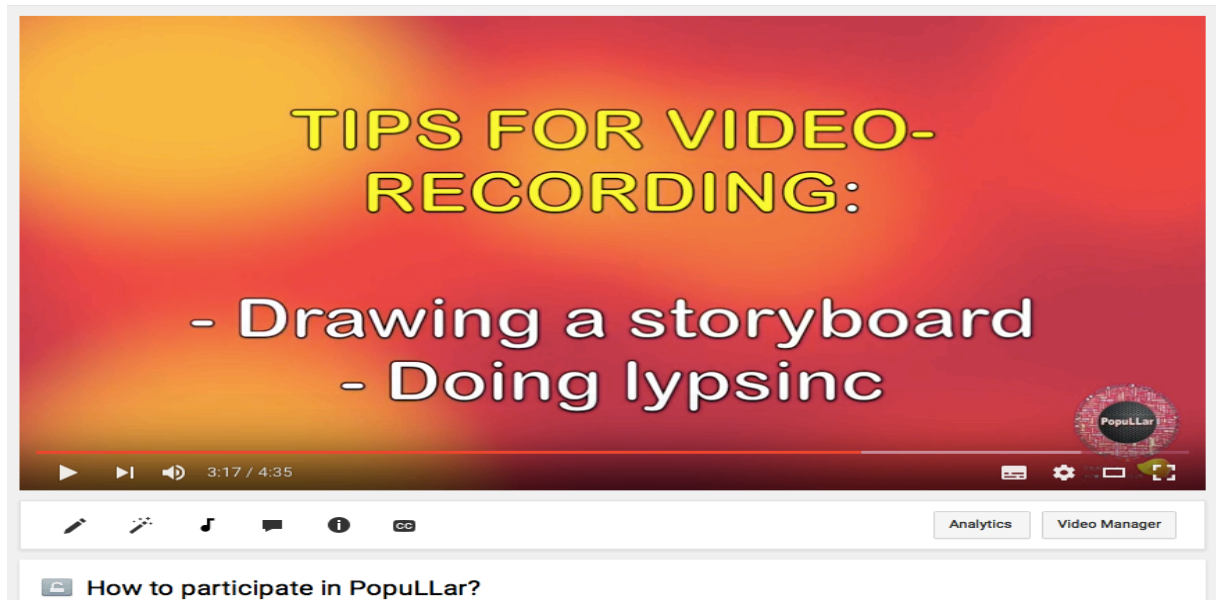 TIPS FOR VIDEO-
RECORDING:
- Drawing a storyboard
- Doing lypsinc
PopuLLar
3:17 / 4:35
CC
Analytics
Video Manager
How to participate in PopuLLar?